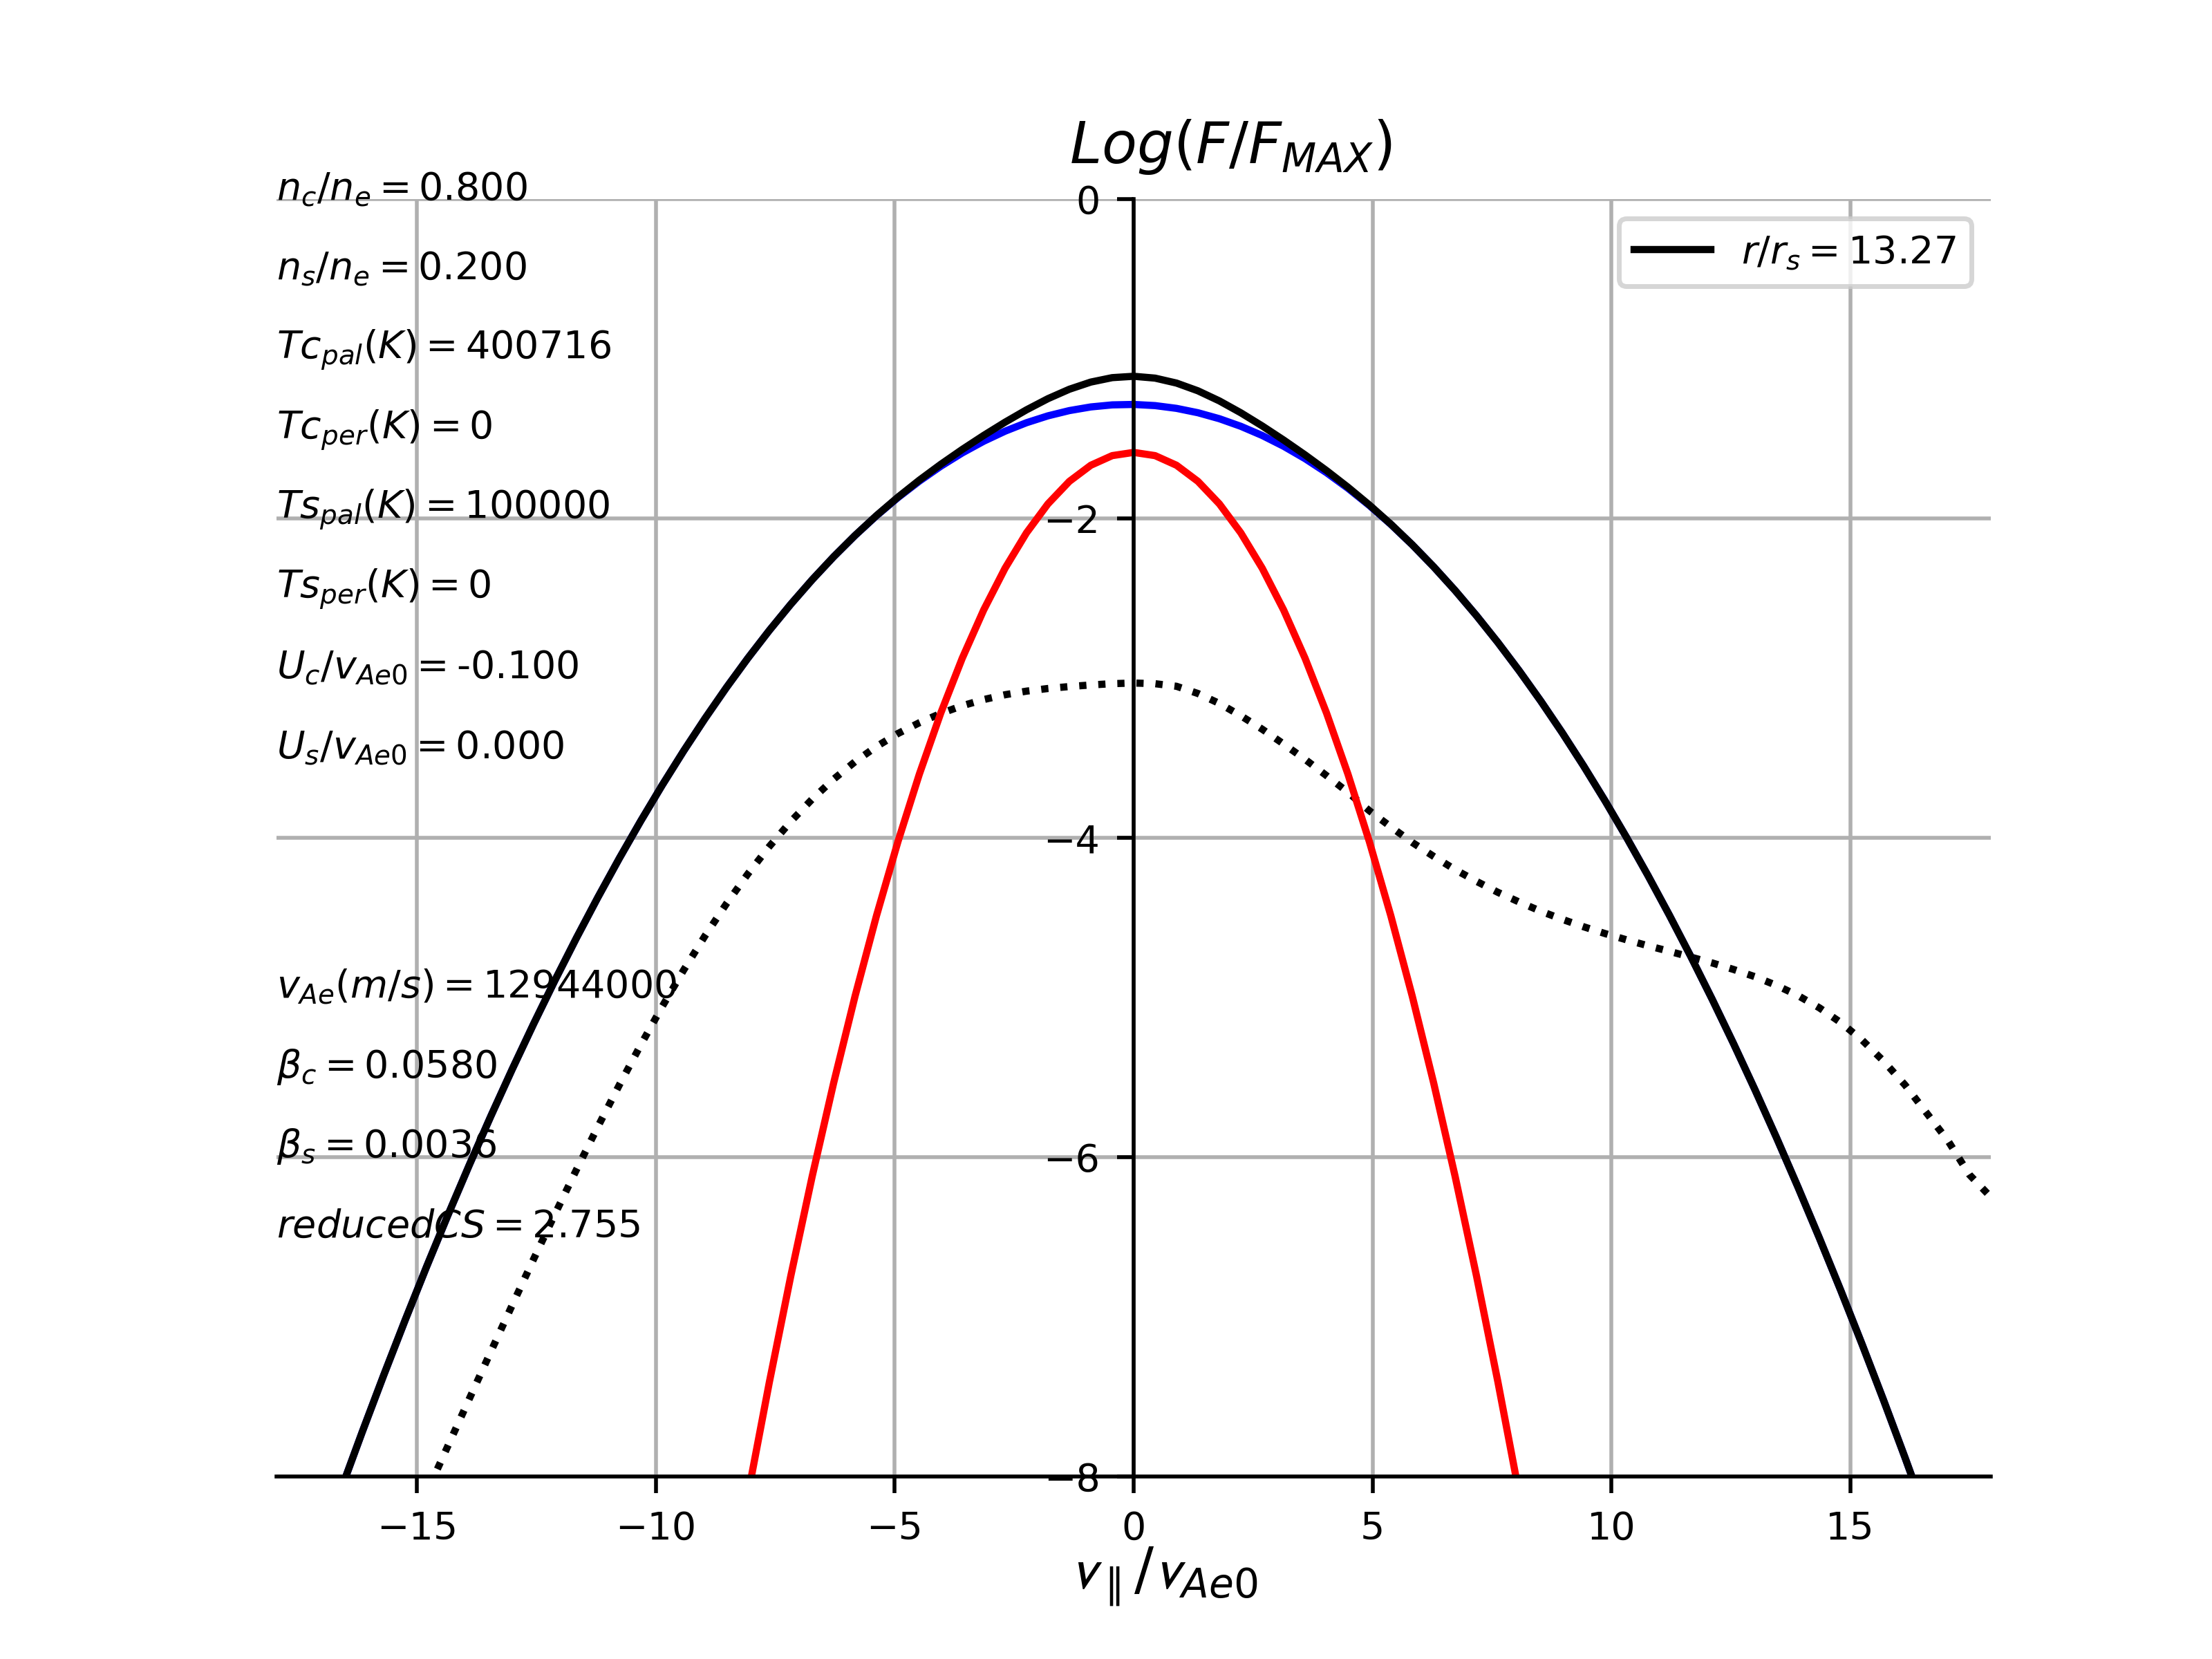 Log(F/F_MAX)
n_c/n_e = 0.800
n_s/n_e = 0.200
Tc_pal(K) = 400716
Tc_per(K) = 0
Ts_pal(K) = 100000
Ts_per(K) = 0
U_c/v_Ae0 = -0.100
U_s/v_Ae0 = 0.000
v_Ae(m/s) = 12944000
β_c = 0.0580
β_s = 0.0036
reducedCS = 2.755
r/r_s = 13.27
0
−2
−4
−6
−8
−15 −10 −5 0 5 10 15
v_∥/v_Ae0